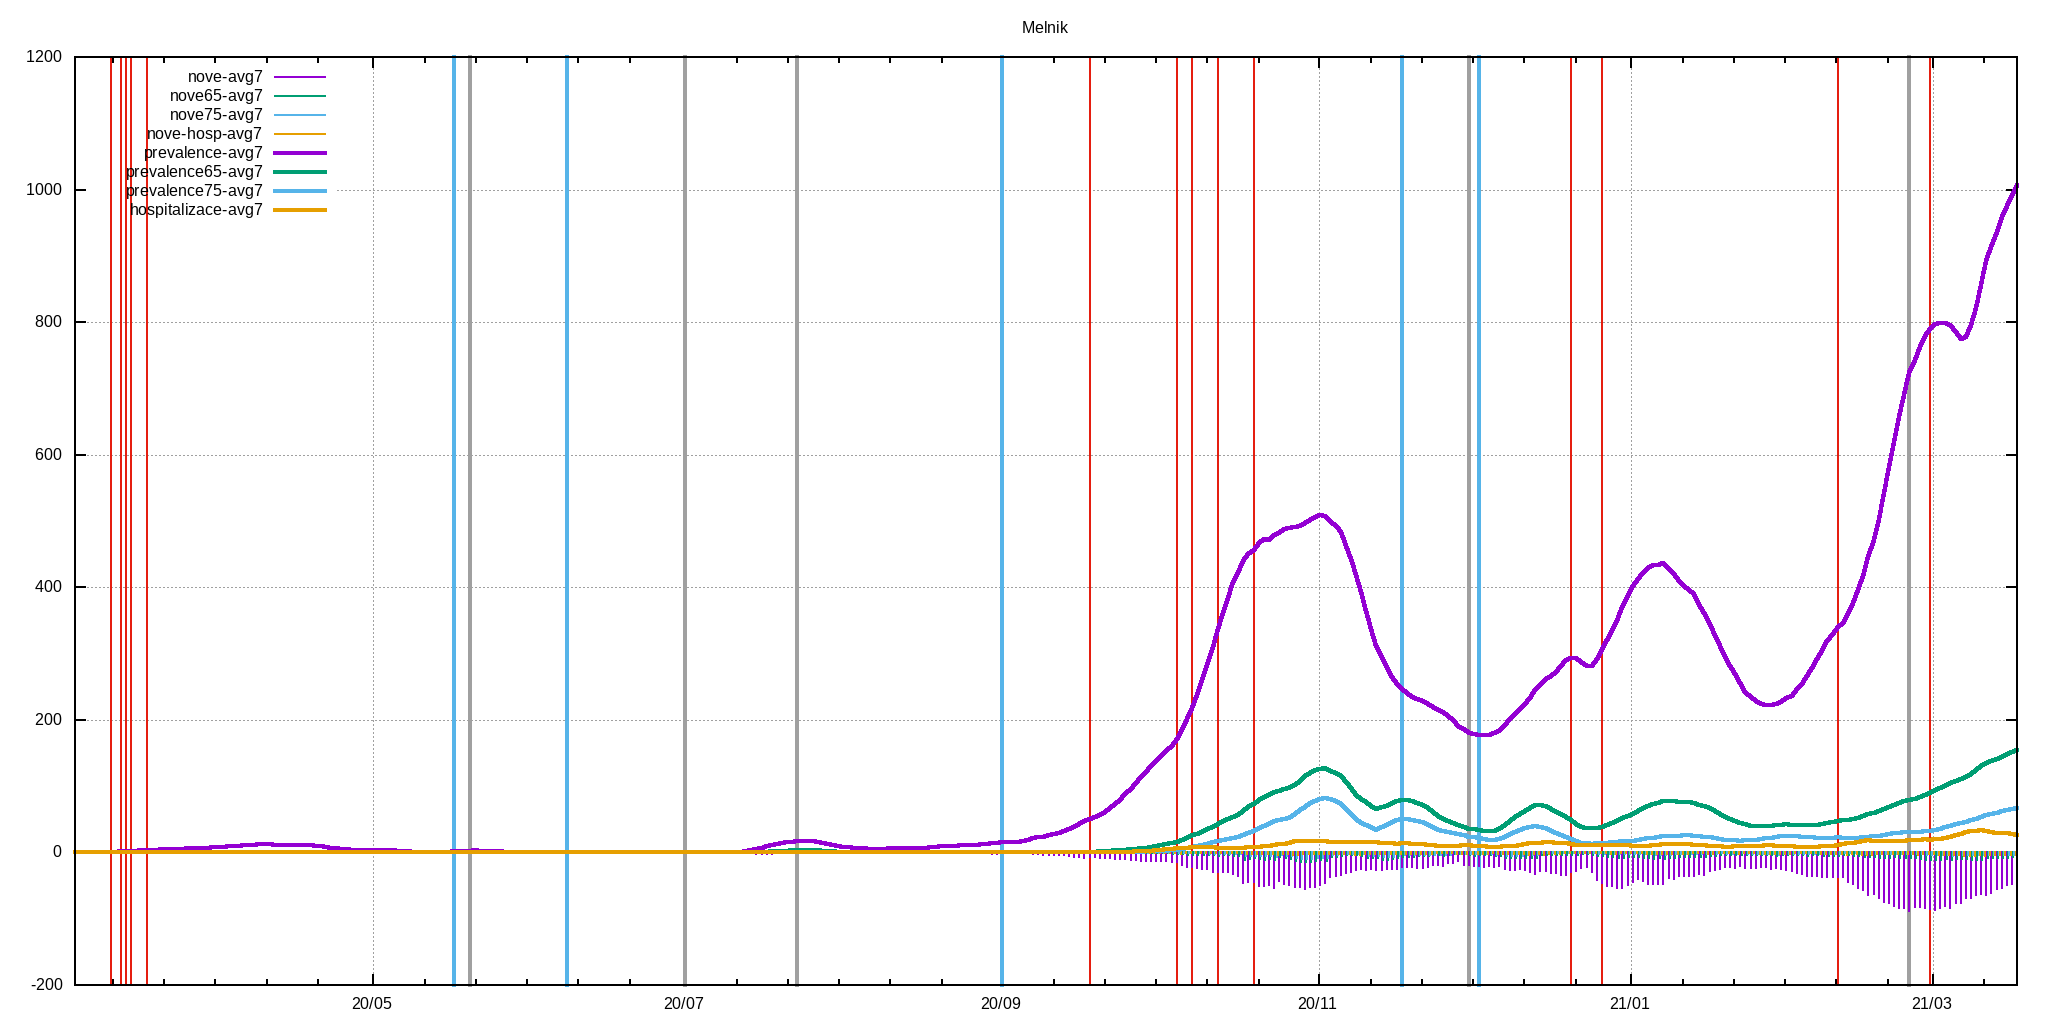 Melnik
1200
1000
800
600
400
200
0
-200
nove-avg7
nove65-avg7
nove75-avg7
nove-hosp-avg7
prevalence-avg7
prevalence65-avg7
prevalence75-avg7
hospitalizace-avg7
20/05 20/07 20/09 20/11 21/01 21/03